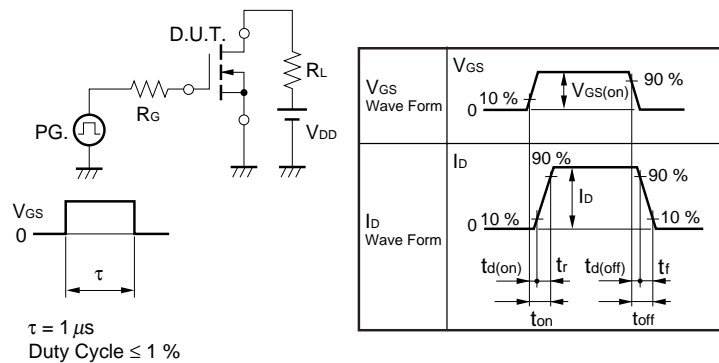 D.U.T.
RL
RG
PG.
VDD
VGS
0
τ
τ = 1 μs
Duty Cycle ≤ 1 %
VGS
Wave Form
VGS
10 %
0
VGS(on)
90 %
ID
Wave Form
ID
90 %
90 %
ID
0
10 %
10 %
td(on)
tr
td(off)
tf
ton
toff